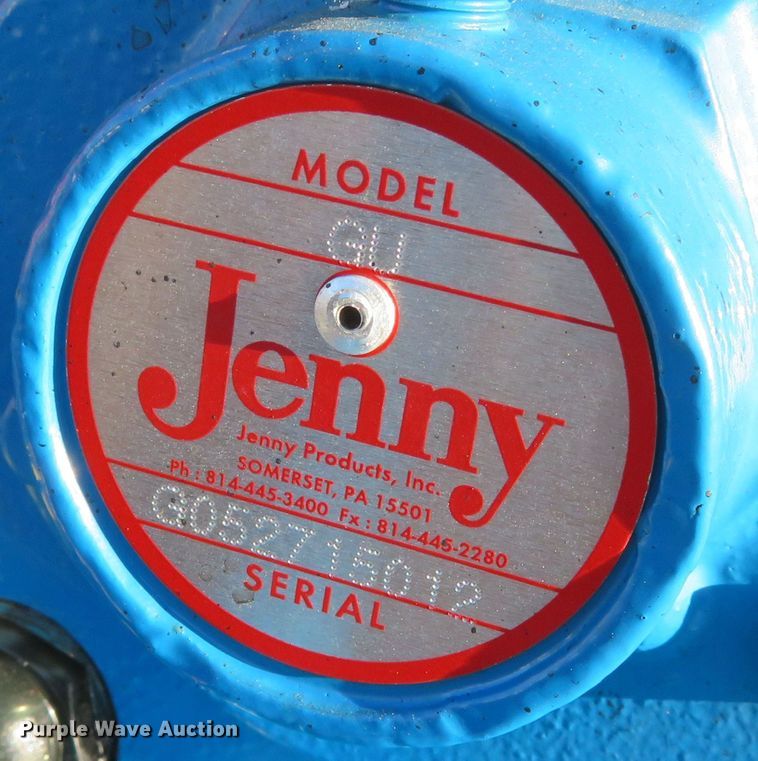 MODEL
GU
Jenny
Jenny Products, Inc.
SOMERSET, PA 15501
Ph : 814-445-3400 Fx : 814-445-2280
G052715012
SERIAL
Purple Wave Auction